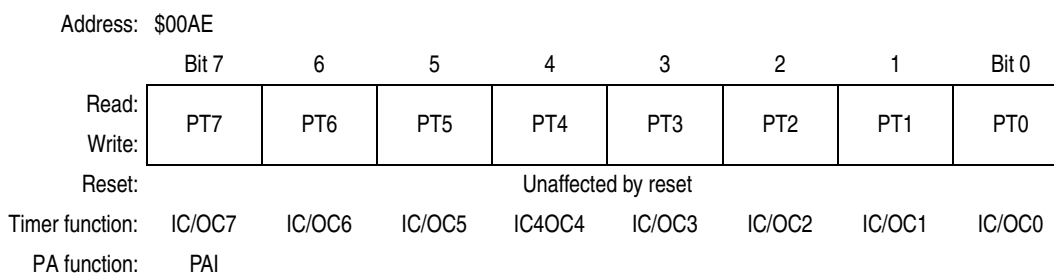 Address: $00AE
Bit 7 6 5 4 3 2 1 Bit 0
Read:
PT7 PT6 PT5 PT4 PT3 PT2 PT1 PT0
Write:
Reset: Unaffected by reset
Timer function: IC/OC7 IC/OC6 IC/OC5 IC4OC4 IC/OC3 IC/OC2 IC/OC1 IC/OC0
PA function: PAI